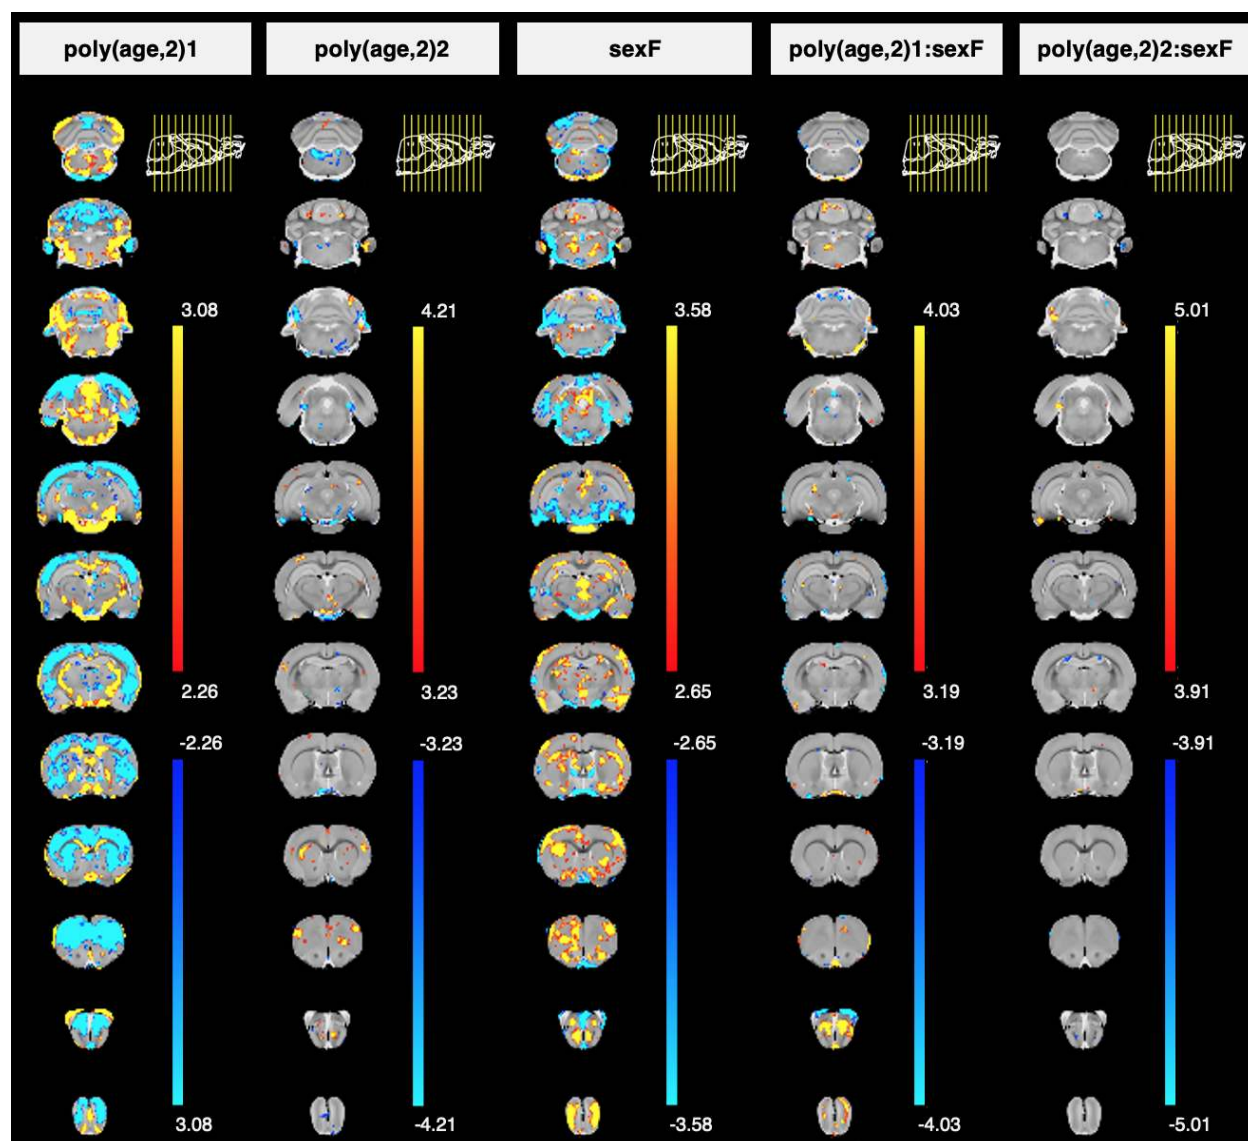 poly(age,2)1 poly(age,2)2 sexF poly(age,2)1:sexF poly(age,2)2:sexF
3.08 4.21 3.58 4.03 5.01
2.26 3.23 2.65 3.19 3.91
-2.26 -3.23 -2.65 -3.19 -3.91
3.08 -4.21 -3.58 -4.03 -5.01